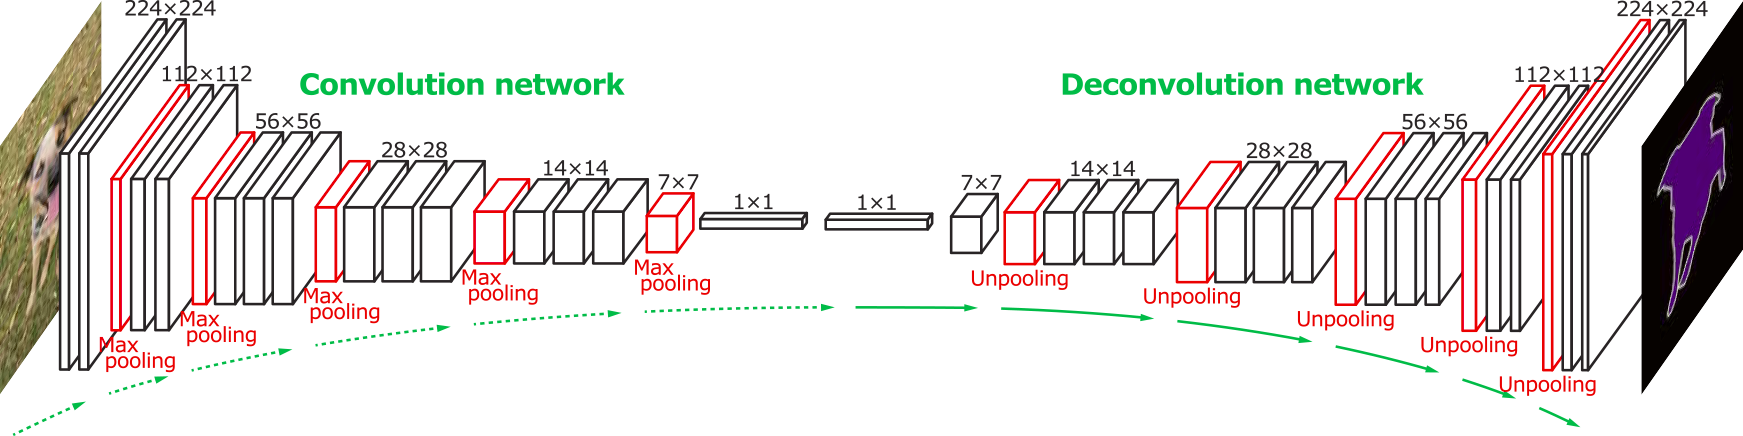 224×224
112×112
56×56
28×28
14×14
7×7
1×1
1×1
7×7
14×14
28×28
56×56
112×112
224×224
Convolution network
Deconvolution network
Max
pooling
Max
pooling
Max
pooling
Max
pooling
Max
pooling
Unpooling
Unpooling
Unpooling
Unpooling
Unpooling